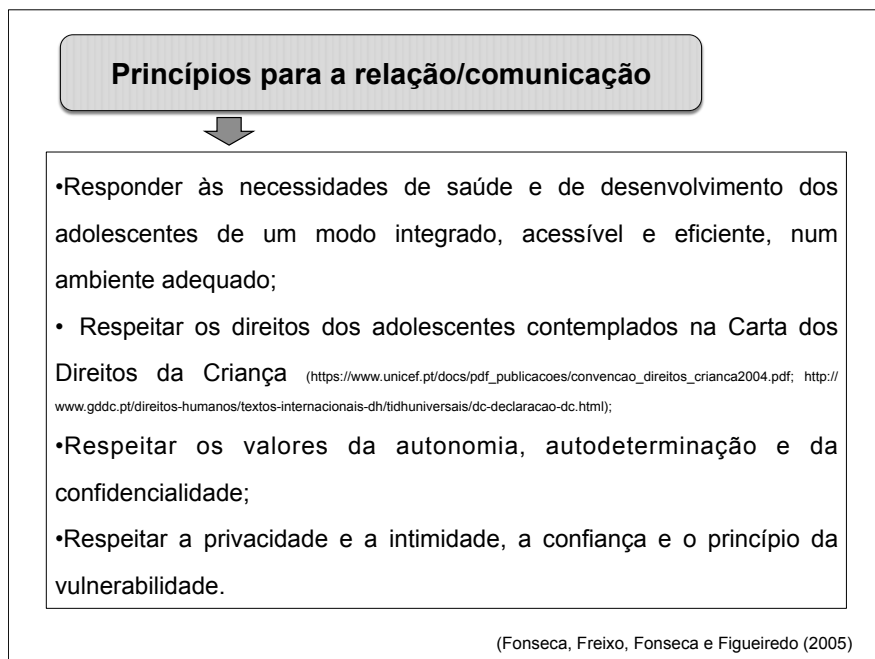 Princípios para a relação/comunicação
•Responder às necessidades de saúde e de desenvolvimento dos
adolescentes de um modo integrado, acessível e eficiente, num
ambiente adequado;
• Respeitar os direitos dos adolescentes contemplados na Carta dos
Direitos da Criança (https://www.unicef.pt/docs/pdf_publicacoes/convencao_direitos_crianca2004.pdf; http://
www.gddc.pt/direitos-humanos/textos-internacionais-dh/tidhuniversais/dc-declaracao-dc.html);
•Respeitar os valores da autonomia, autodeterminação e da
confidencialidade;
•Respeitar a privacidade e a intimidade, a confiança e o princípio da
vulnerabilidade.
(Fonseca, Freixo, Fonseca e Figueiredo (2005)